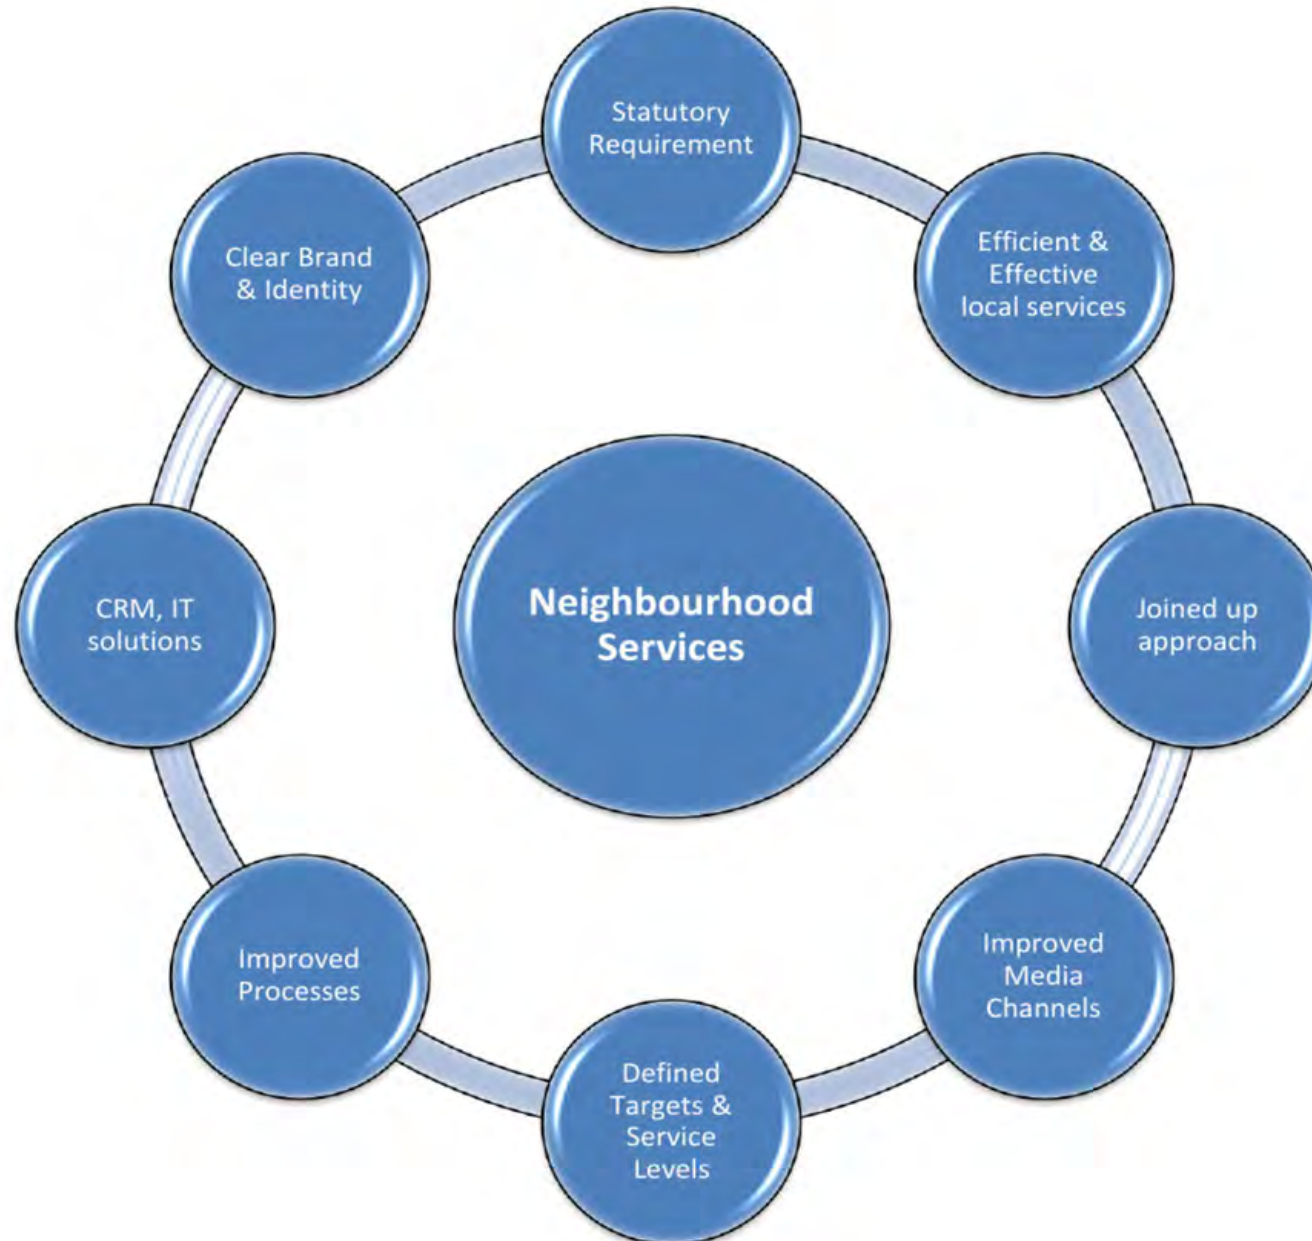 Statutory
Requirement
Efficient &
Effective
local services
Joined up
approach
Improved
Media
Channels
Defined
Targets &
Service
Levels
Improved
Processes
CRM, IT
solutions
Clear Brand
& Identity
Neighbourhood
Services